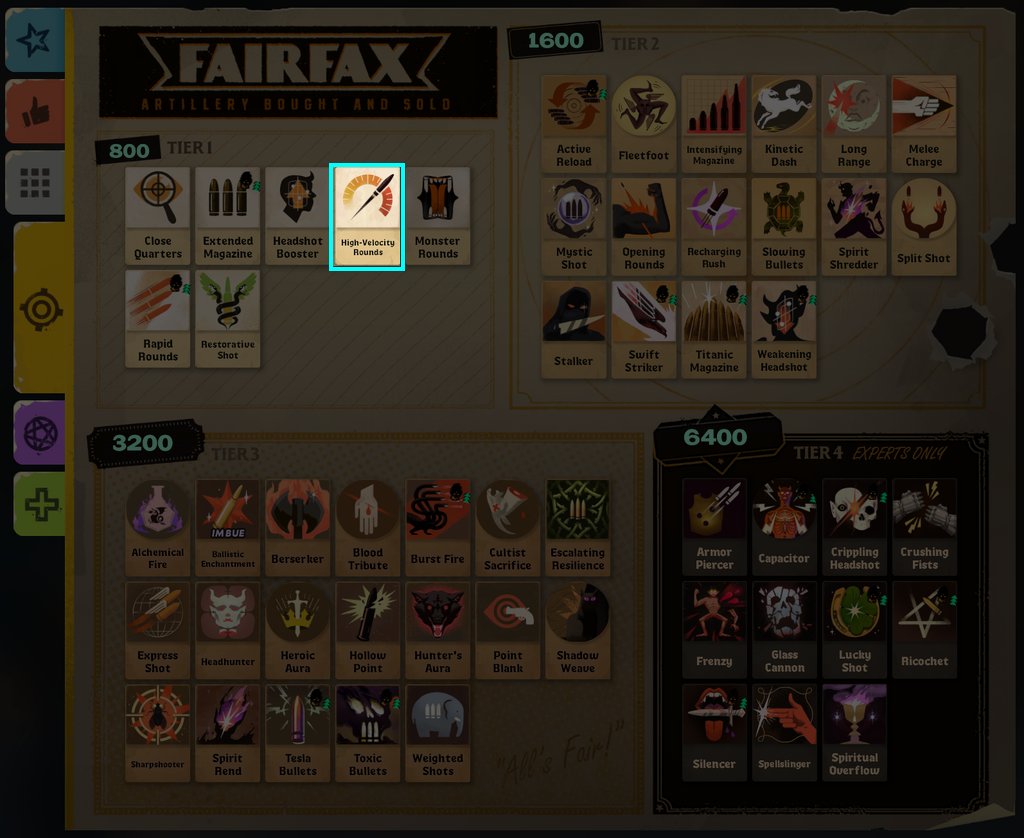 FAIRFAX
ARTILLERY BOUGHT AND SOLD
800 TIER 1
Close
Quarters
Extended
Magazine
Headshot
Booster
High-Velocity
Rounds
Monster
Rounds
Rapid
Rounds
Restorative
Shot
1600 TIER 2
Active
Reload
Fleetfoot
Intensifying
Magazine
Kinetic
Dash
Long
Range
Melee
Charge
Mystic
Shot
Opening
Rounds
Recharging
Rush
Slowing
Bullets
Spirit
Shredder
Split Shot
Stalker
Swift
Striker
Titanic
Magazine
Weakening
Headshot
3200 TIER 3
Alchemical
Fire
IMBUE
Ballistic
Enchantment
Berserker
Blood
Tribute
Burst Fire
Cultist
Sacrifice
Escalating
Resilience
Express
Shot
Headhunter
Heroic
Aura
Hollow
Point
Hunter's
Aura
Point
Blank
Shadow
Weave
Sharpshooter
Spirit
Rend
Tesla
Bullets
Toxic
Bullets
Weighted
Shots
"All's Fair!"
6400 TIER 4 EXPERTS ONLY
Armor
Piercer
Capacitor
Crippling
Headshot
Crushing
Fists
Frenzy
Glass
Cannon
Lucky
Shot
Ricochet
Silencer
Spellslinger
Spiritual
Overflow